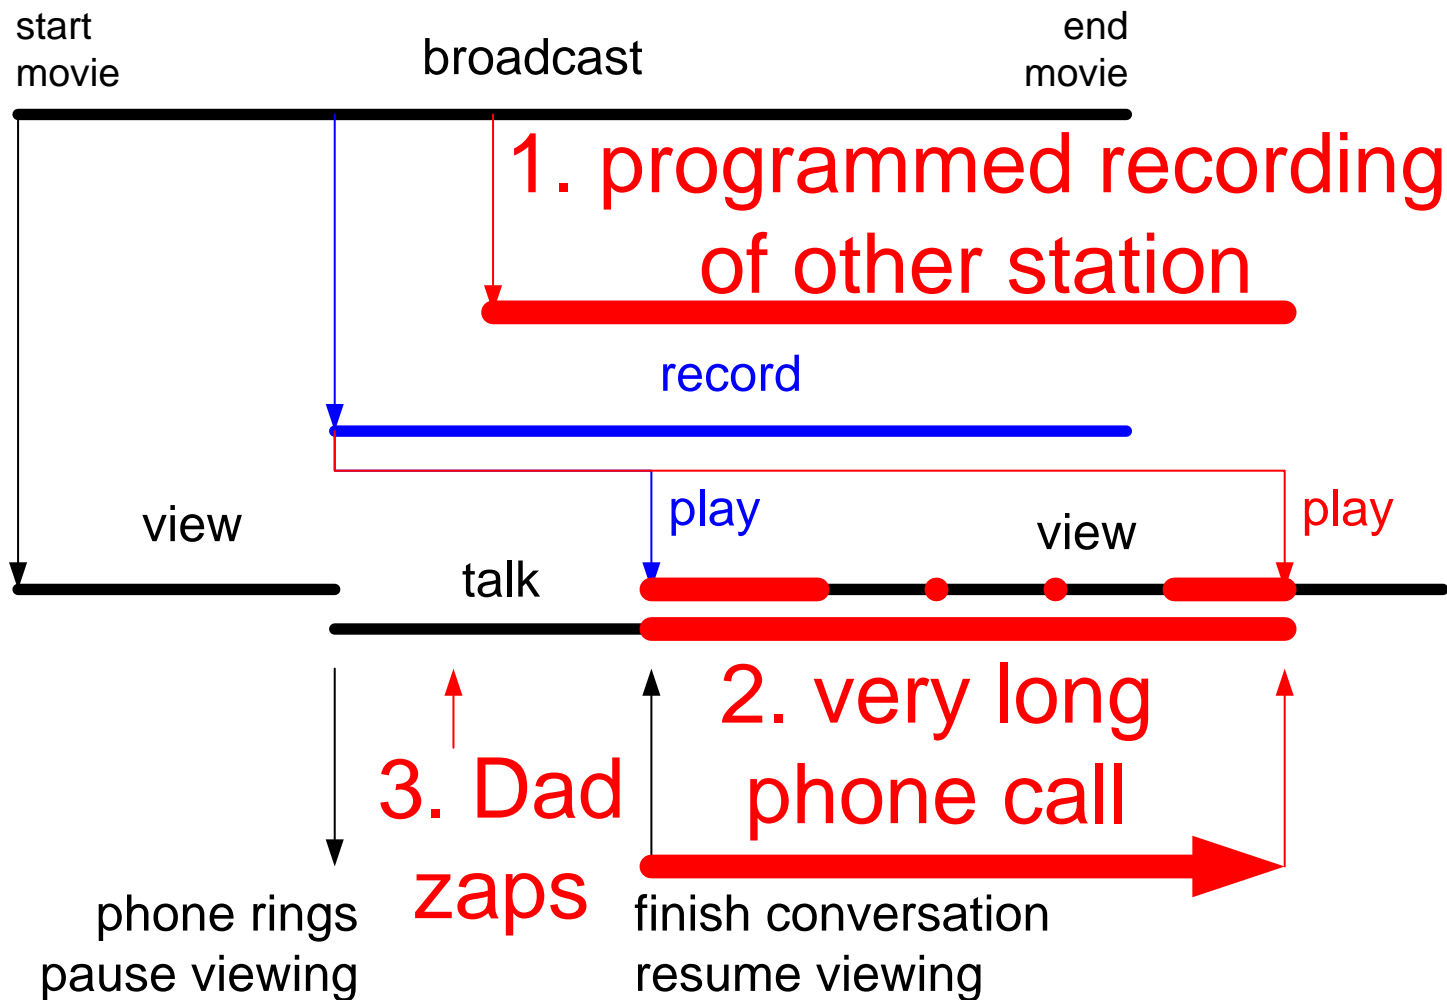 start
movie
broadcast
end
movie
1. programmed recording
of other station
record
view
talk
play
view
play
2. very long
phone call
3. Dad
zaps
phone rings
pause viewing
finish conversation
resume viewing